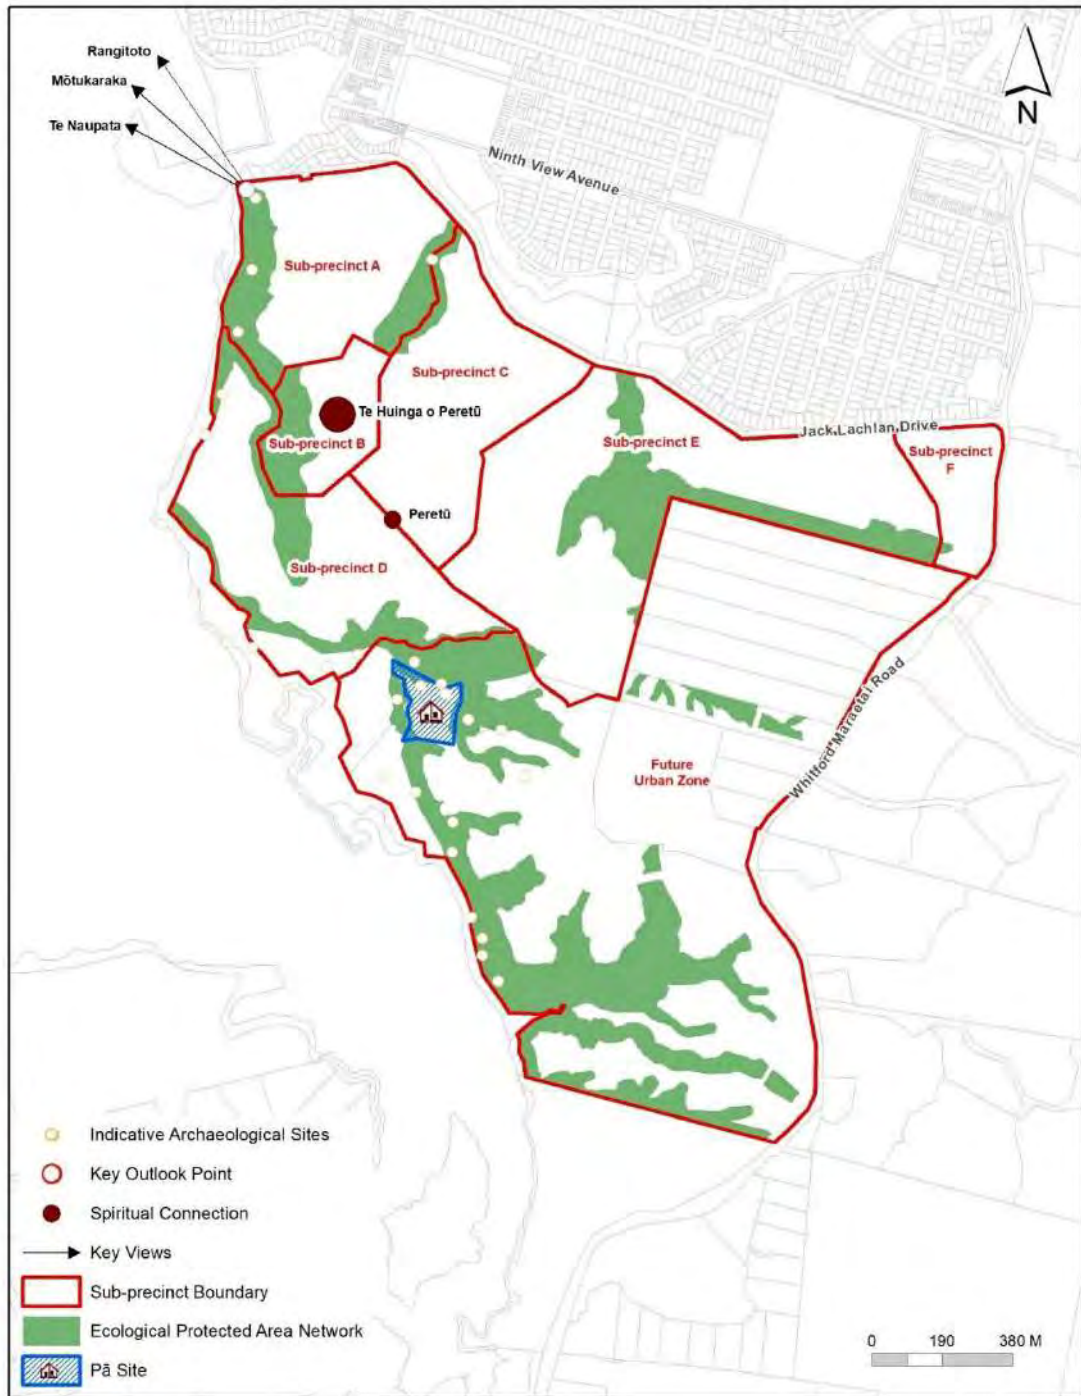 Rangitoto
Mōtukaraka
Te Naupata
N
Ninth View Avenue
Sub-precinct A
Sub-precinct C
Te Huinga o Peretū
Jack Lachlan Drive
Sub-precinct B
Sub-precinct E
Sub-precinct
F
Peretū
Sub-precinct D
Whitford Maraetai Road
Future
Urban Zone
Indicative Archaeological Sites
Key Outlook Point
Spiritual Connection
Key Views
Sub-precinct Boundary
Ecological Protected Area Network
Pā Site
0 190 380 M